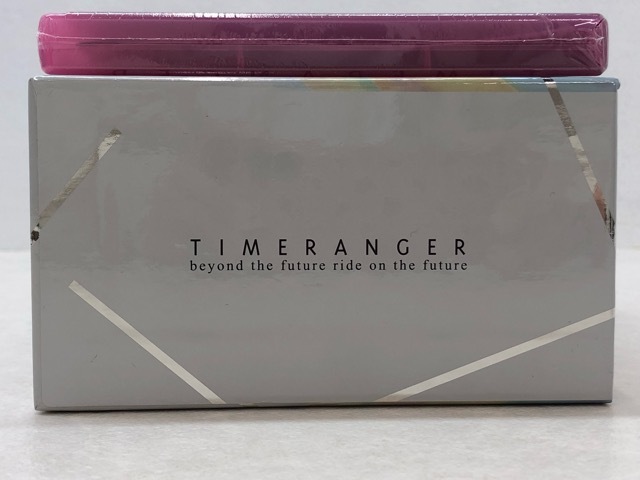 TIMERANGER
beyond the future ride on the future